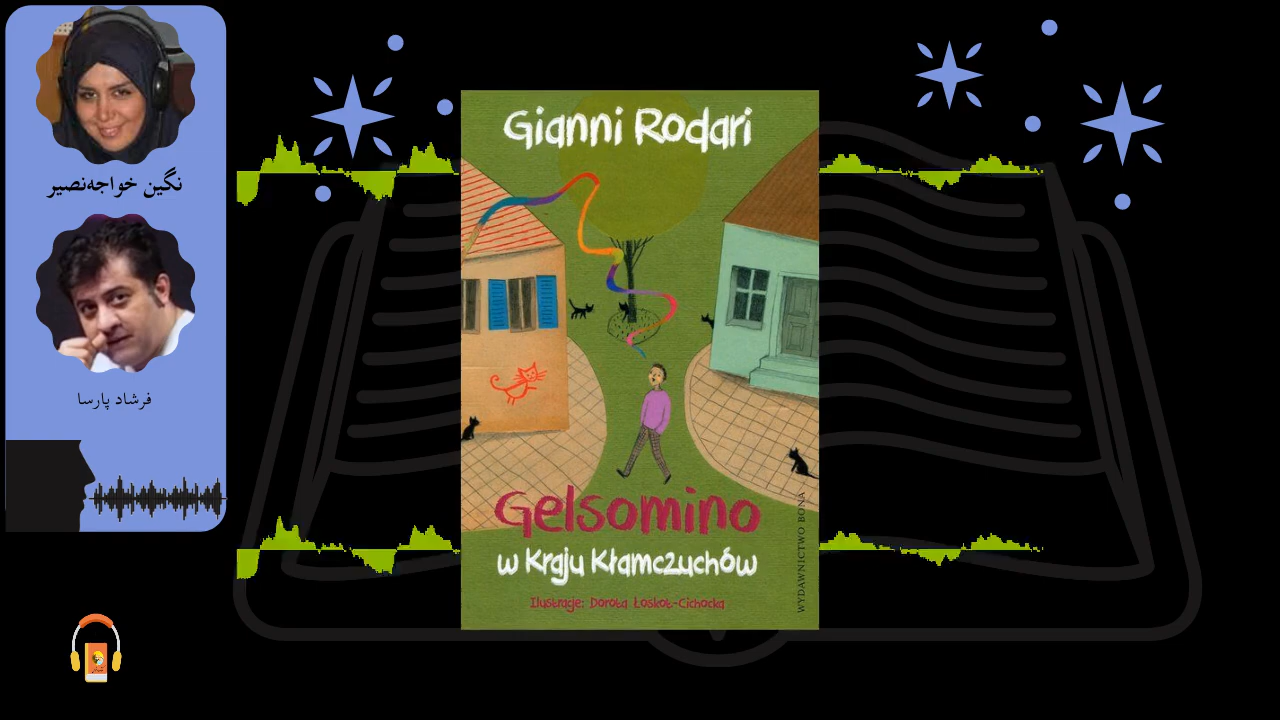 نگین خواجه‌نصیر
فرشاد پارسا
Gianni Rodari
Gelsomino
w Kraju Kłamczuchów
Ilustracje: Dorota Łoskot-Cichocka
WYDAWNICTWO BONA